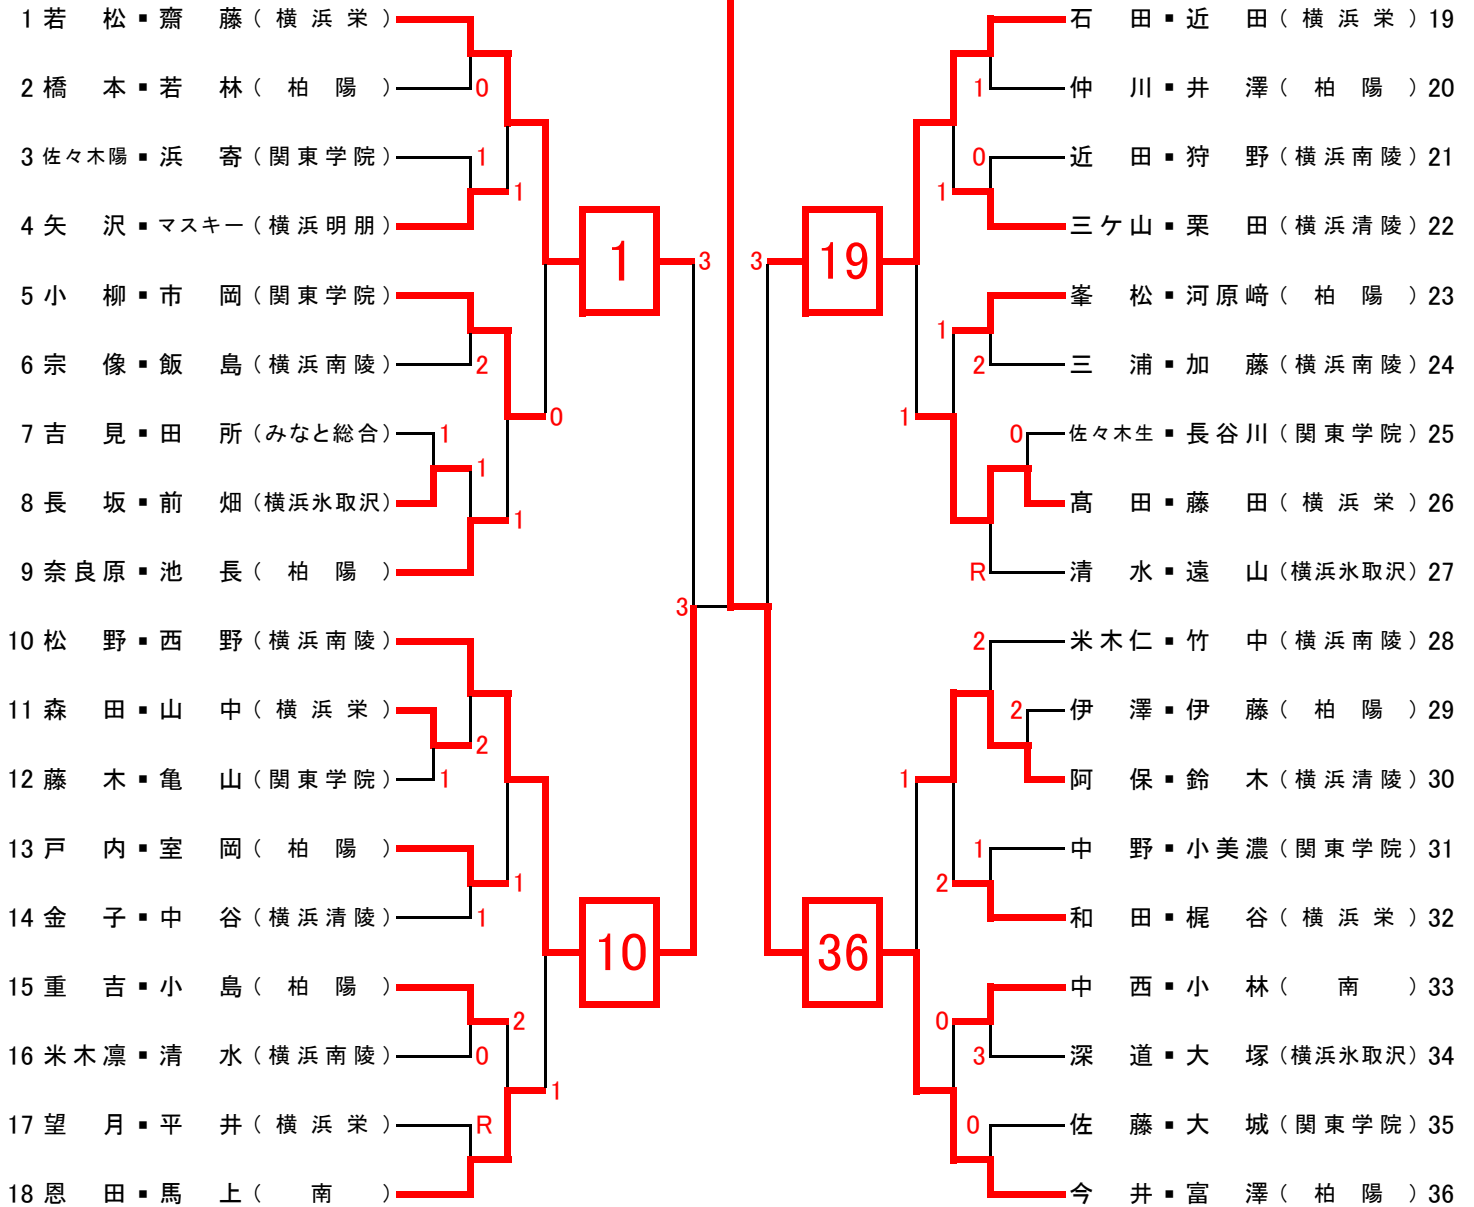 1 若松・齋藤（横浜栄）
2 橋本・若林（柏陽）
0
3 佐々木陽・浜寄（関東学院）
1
1
4 矢沢・マスキー（横浜明朋）
1
3
5 小柳・市岡（関東学院）
6 宗像・飯島（横浜南陵）
2
0
7 吉見・田所（みなと総合）
1
1
8 長坂・前畑（横浜氷取沢）
1
9 奈良原・池長（柏陽）
3
10 松野・西野（横浜南陵）
11 森田・山中（横浜栄）
2
12 藤木・亀山（関東学院）
1
13 戸内・室岡（柏陽）
1
14 金子・中谷（横浜清陵）
1
10
15 重吉・小島（柏陽）
2
16 米木凛・清水（横浜南陵）
0
1
17 望月・平井（横浜栄）
R
18 恩田・馬上（南）
石田・近田（横浜栄）19
1
仲川・井澤（柏陽）20
0
近田・狩野（横浜南陵）21
1
三ケ山・栗田（横浜清陵）22
3
19
峯松・河原﨑（柏陽）23
1
2
三浦・加藤（横浜南陵）24
1
0
佐々木生・長谷川（関東学院）25
髙田・藤田（横浜栄）26
R
清水・遠山（横浜氷取沢）27
2
米木仁・竹中（横浜南陵）28
2
伊澤・伊藤（柏陽）29
1
阿保・鈴木（横浜清陵）30
1
中野・小美濃（関東学院）31
2
和田・梶谷（横浜栄）32
36
中西・小林（南）33
0
3
深道・大塚（横浜氷取沢）34
0
佐藤・大城（関東学院）35
今井・富澤（柏陽）36